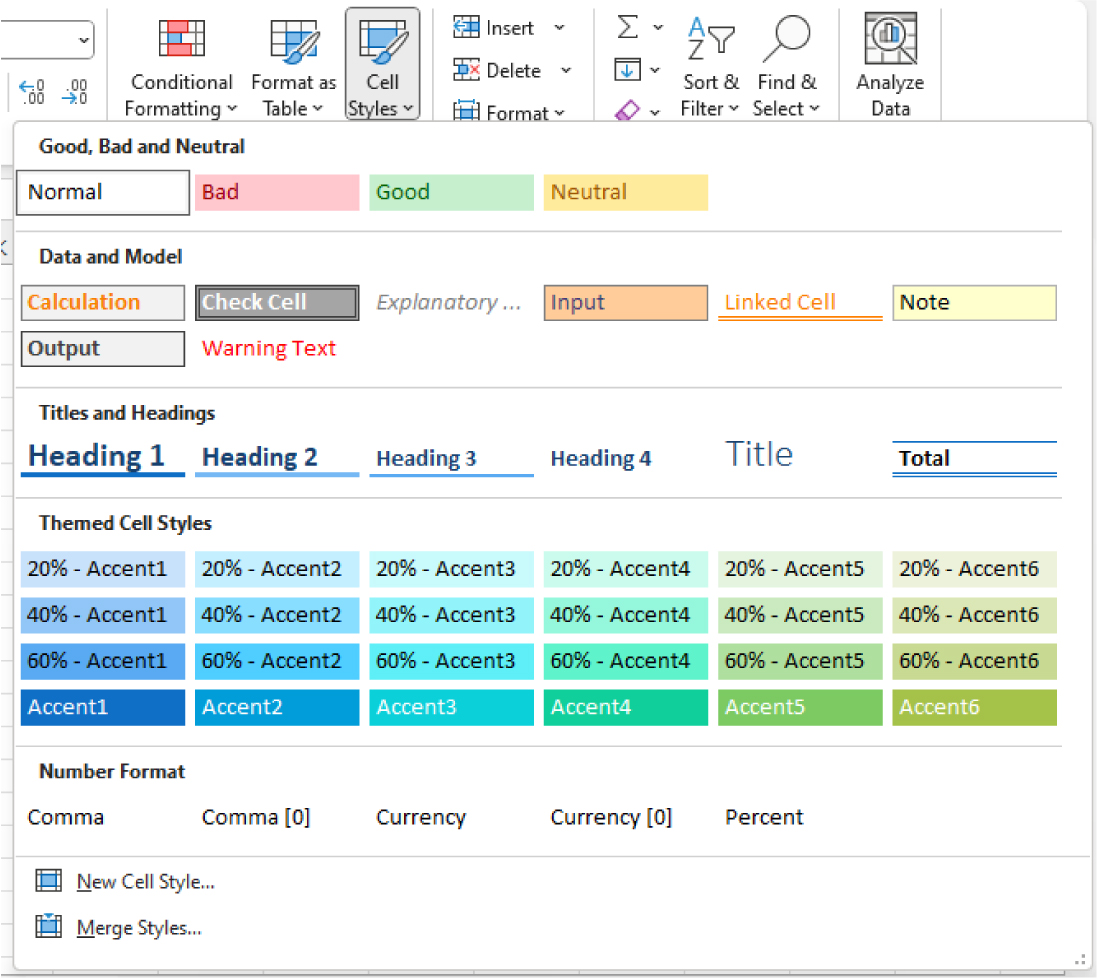 Insert
Conditional Formatting
Format as Table
Cell Styles
Delete
Format
.00
.00
A
Z
Sort & Filter
Find & Select
Analyze Data
Good, Bad and Neutral
Normal Bad Good Neutral
Data and Model
Calculation Check Cell Explanatory ... Input Linked Cell Note
Output Warning Text
Titles and Headings
Heading 1 Heading 2 Heading 3 Heading 4 Title Total
Themed Cell Styles
20% - Accent1 20% - Accent2 20% - Accent3 20% - Accent4 20% - Accent5 20% - Accent6
40% - Accent1 40% - Accent2 40% - Accent3 40% - Accent4 40% - Accent5 40% - Accent6
60% - Accent1 60% - Accent2 60% - Accent3 60% - Accent4 60% - Accent5 60% - Accent6
Accent1 Accent2 Accent3 Accent4 Accent5 Accent6
Number Format
Comma Comma [0] Currency Currency [0] Percent
New Cell Style...
Merge Styles...